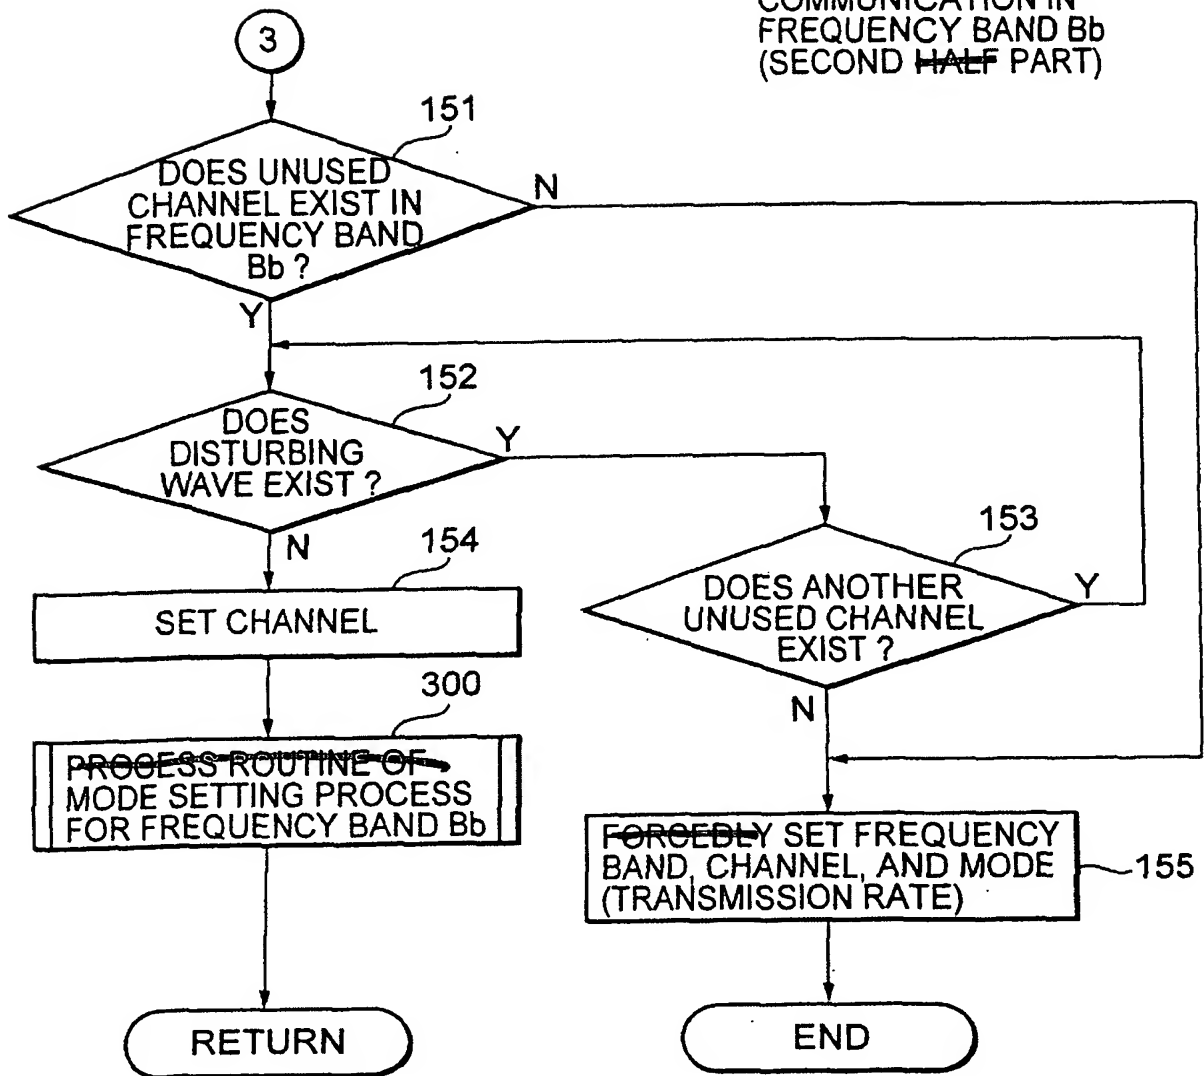 COMMUNICATION IN
FREQUENCY BAND Bb
(SECOND HALF PART)
3
151
DOES UNUSED
CHANNEL EXIST IN
FREQUENCY BAND
Bb ?
N
Y
152
DOES
DISTURBING
WAVE EXIST ?
Y
N
153
DOES ANOTHER
UNUSED CHANNEL
EXIST ?
Y
N
154
SET CHANNEL
300
PROCESS ROUTINE OF
MODE SETTING PROCESS
FOR FREQUENCY BAND Bb
FORCEDLY SET FREQUENCY
BAND, CHANNEL, AND MODE
(TRANSMISSION RATE)
155
RETURN
END